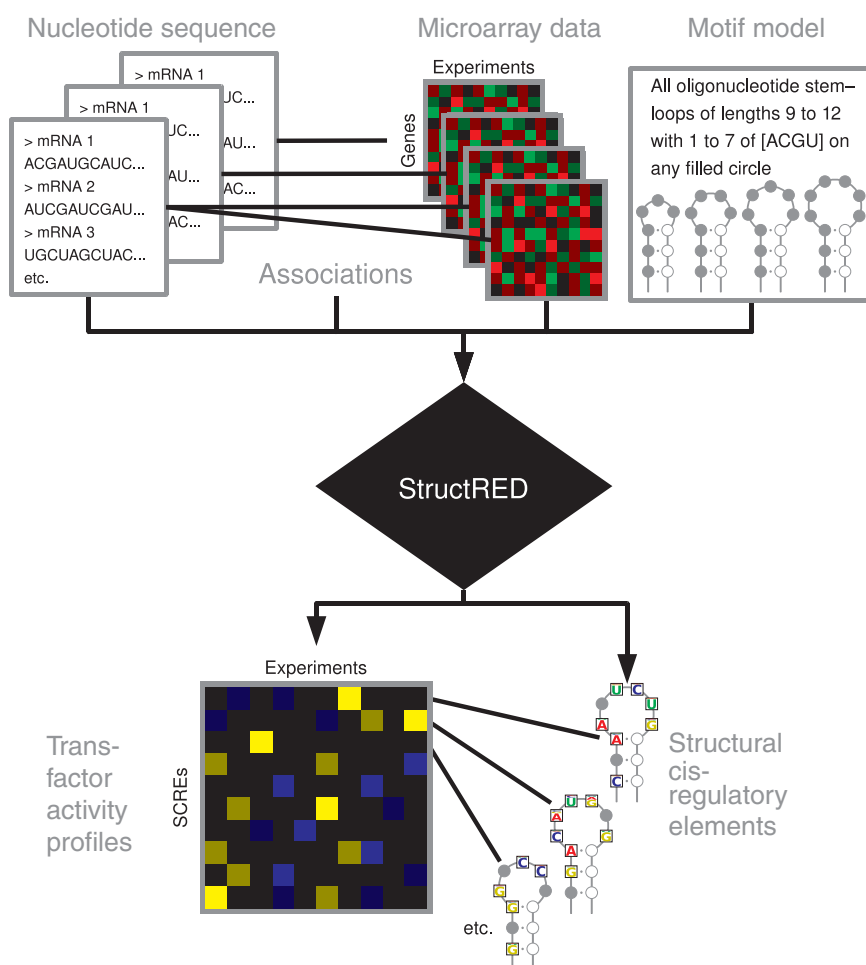 Nucleotide sequence
Microarray data
Motif model
> mRNA 1
UC...
AU...
AC...
> mRNA 1
UC...
AU...
AC...
> mRNA 1
ACGAUGCAUC...
> mRNA 2
AUCGAUCGAU...
> mRNA 3
UGCUAGCUAC...
etc.
Experiments
Genes
All oligonucleotide stem–
loops of lengths 9 to 12
with 1 to 7 of [ACGU] on
any filled circle
Associations
StructRED
Experiments
SCREs
Trans-
factor
activity
profiles
U C
A U
A G
C
Structural
cis-
regulatory
elements
U G
A
C G
A
G
C C
G
G
G
etc.